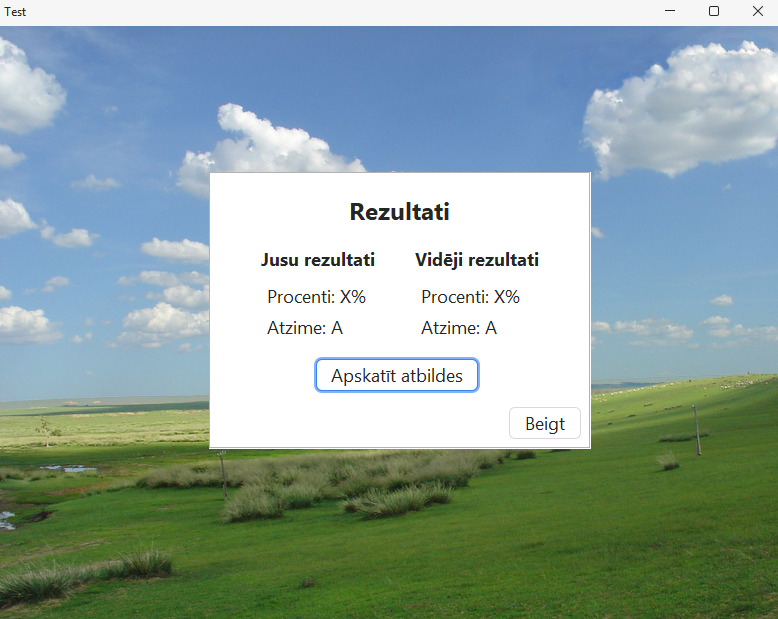 Test
Rezultati
Jusu rezultati Vidēji rezultati
Procenti: X% Procenti: X%
Atzime: A Atzime: A
Apskatīt atbildes
Beigt